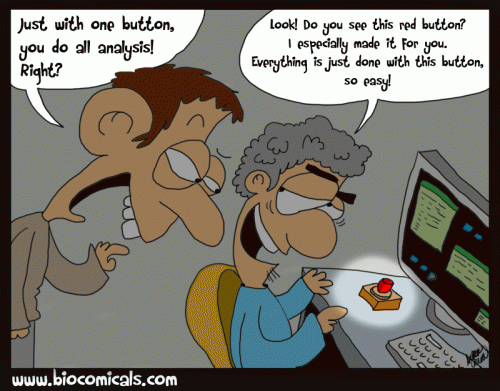 Just with one button,
you do all analysis!
Right?
Look! Do you see this red button?
I especially made it for you.
Everything is just done with this button,
so easy!
www.biocomicals.com